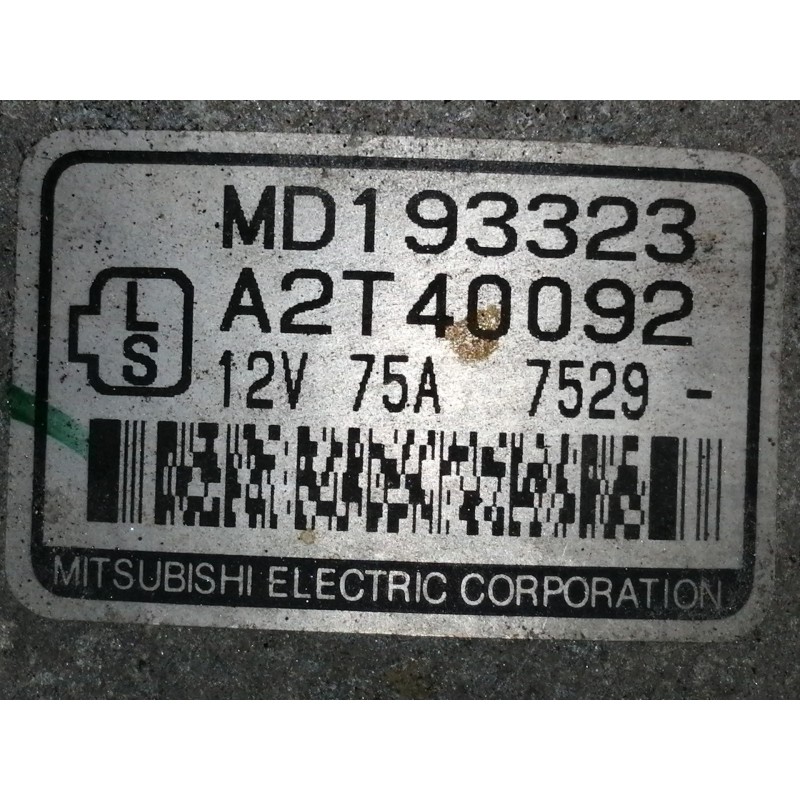 MD193323
A2T40092
L
S
12V 75A 7529 -
MITSUBISHI ELECTRIC CORPORATION